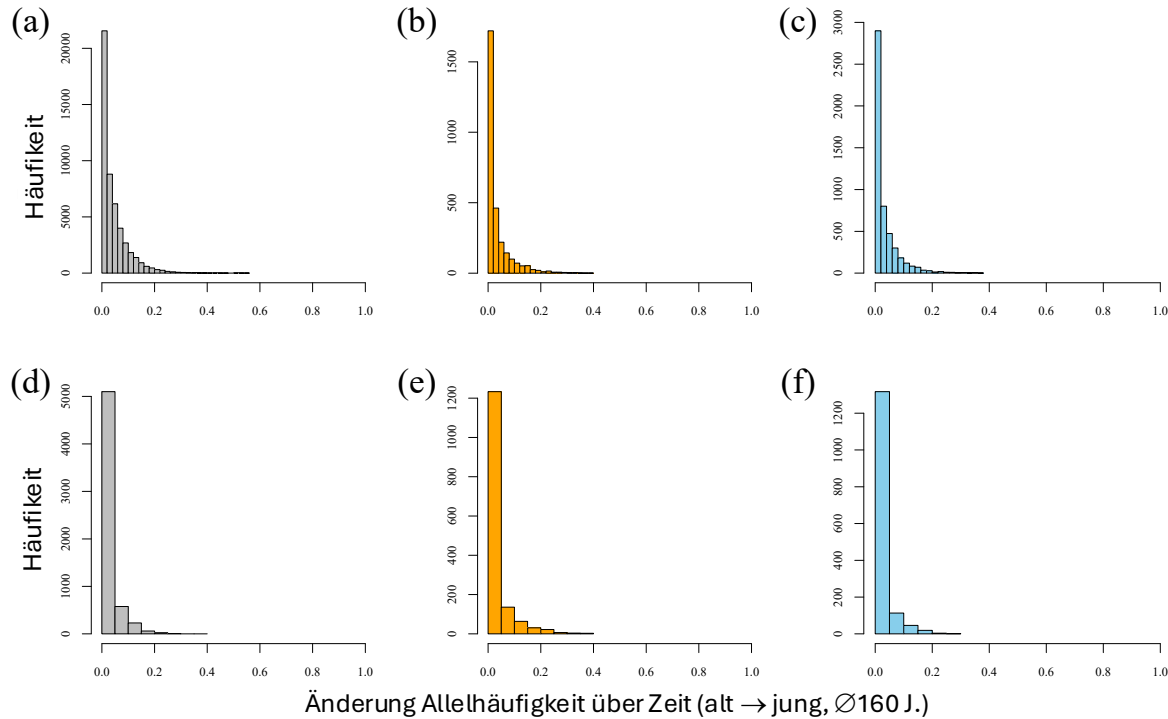 (a) (b) (c)
Häufikeit
0 5000 10000 15000 20000
0 500 1000 1500
0 500 1000 1500 2000 2500 3000
0.0 0.2 0.4 0.6 0.8 1.0
0.0 0.2 0.4 0.6 0.8 1.0
0.0 0.2 0.4 0.6 0.8 1.0
(d) (e) (f)
Häufikeit
0 1000 2000 3000 4000 5000
0 200 400 600 800 1000 1200
0 200 400 600 800 1000 1200
0.0 0.2 0.4 0.6 0.8 1.0
0.0 0.2 0.4 0.6 0.8 1.0
0.0 0.2 0.4 0.6 0.8 1.0
Änderung Allelhäufigkeit über Zeit (alt → jung, ∅160 J.)